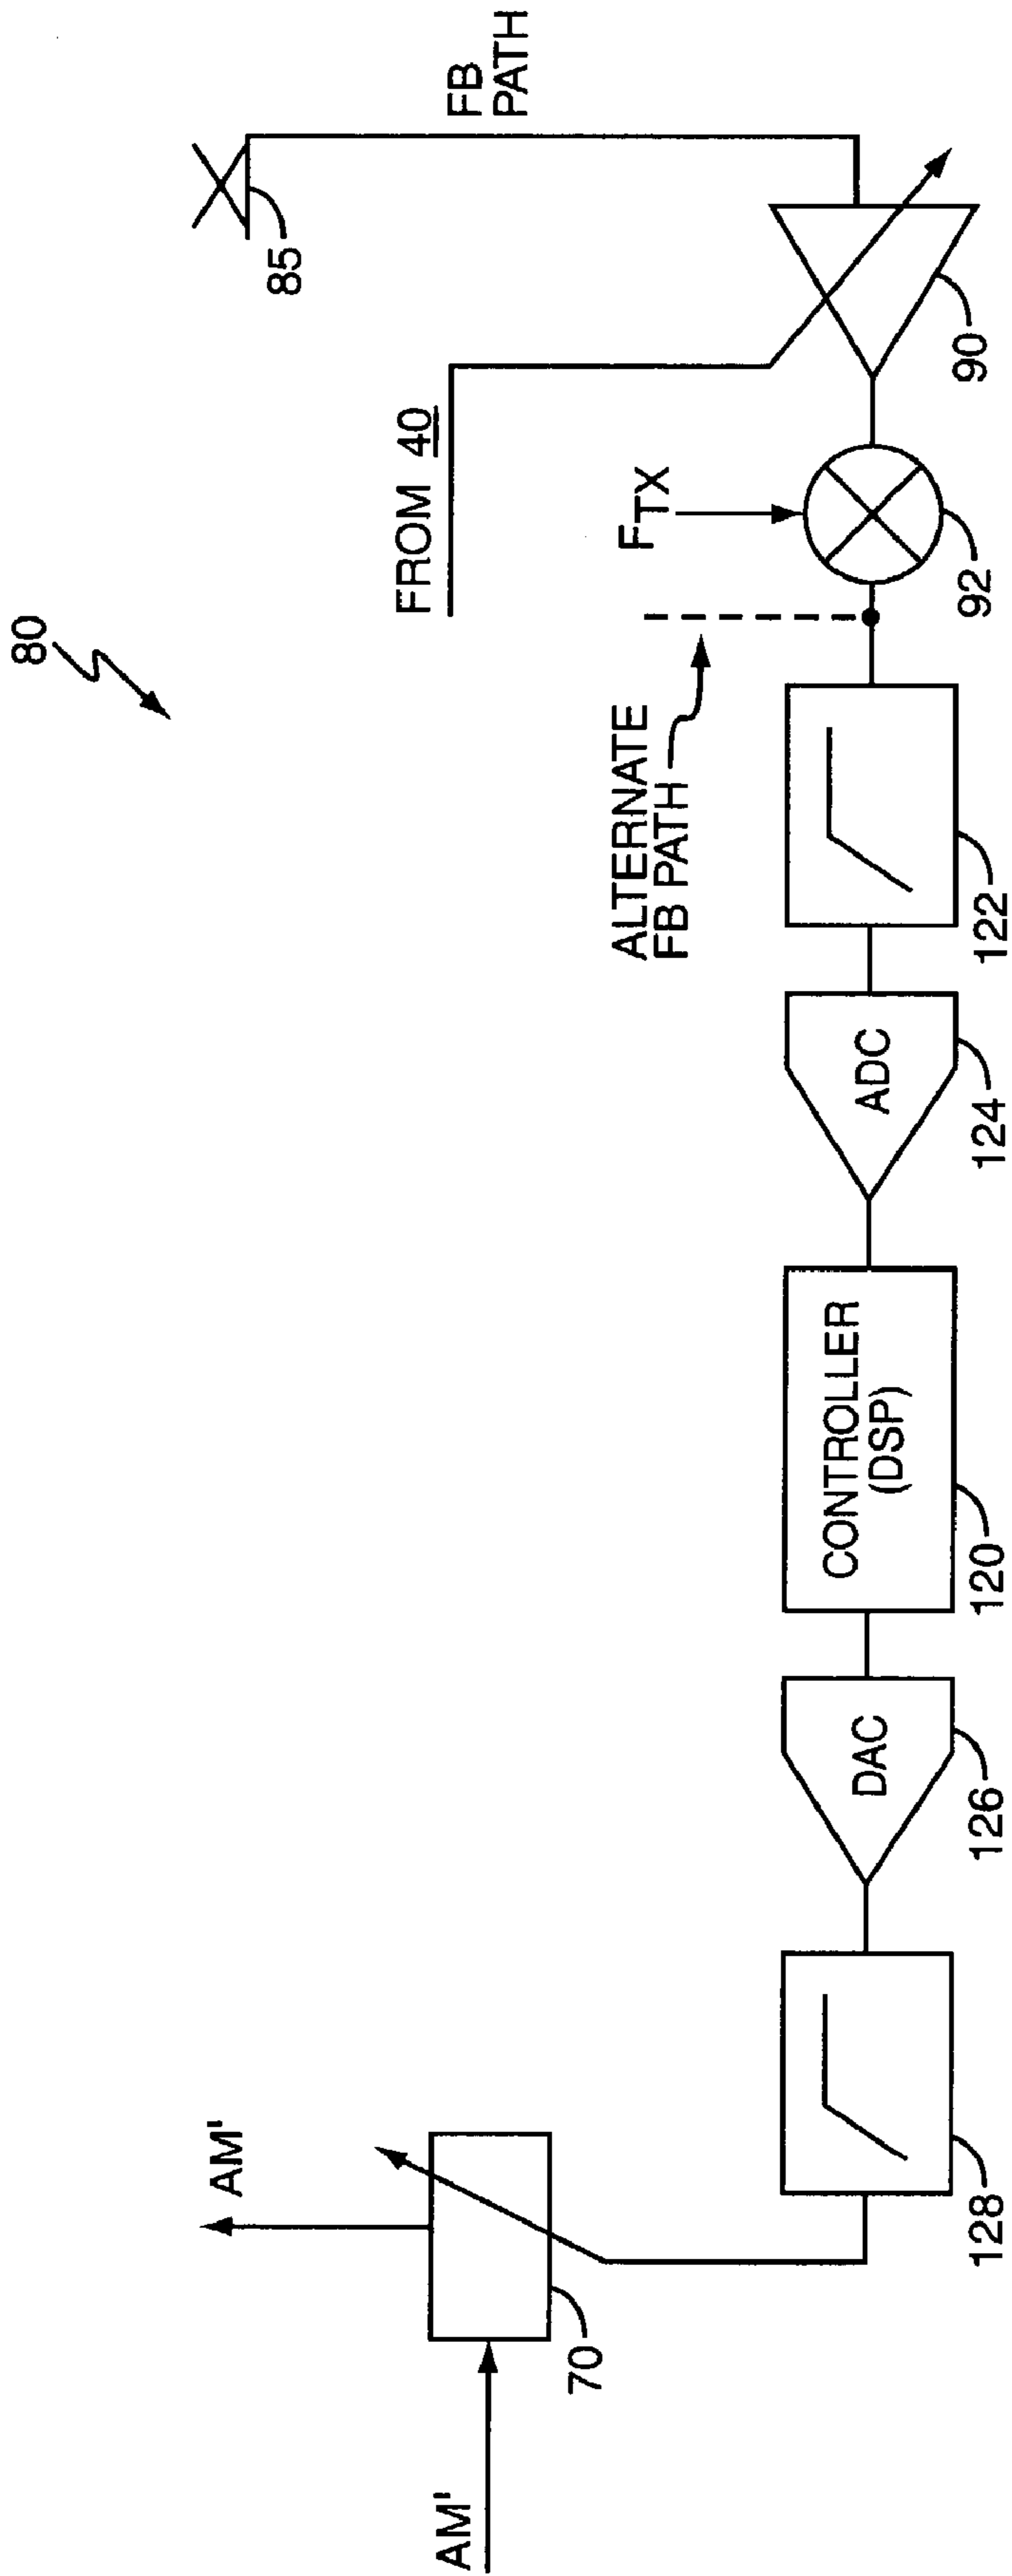 80
AM'
AM'
70
128
DAC
126
CONTROLLER
(DSP)
120
ADC
124
122
ALTERNATE
FB PATH
FTX
92
FROM 40
90
85
FB
PATH